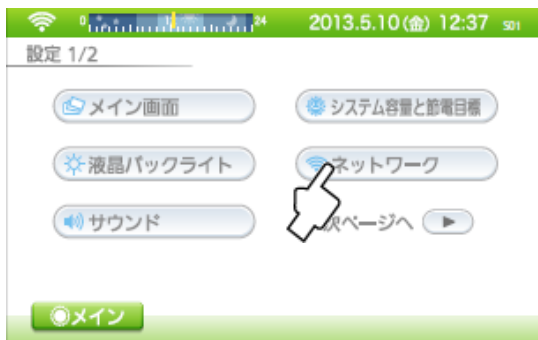 0 24 2013.5.10(金) 12:37 S01
設定 1/2
メイン画面 システム容量と節電目標
液晶バックライト ネットワーク
サウンド 次ページへ
メイン